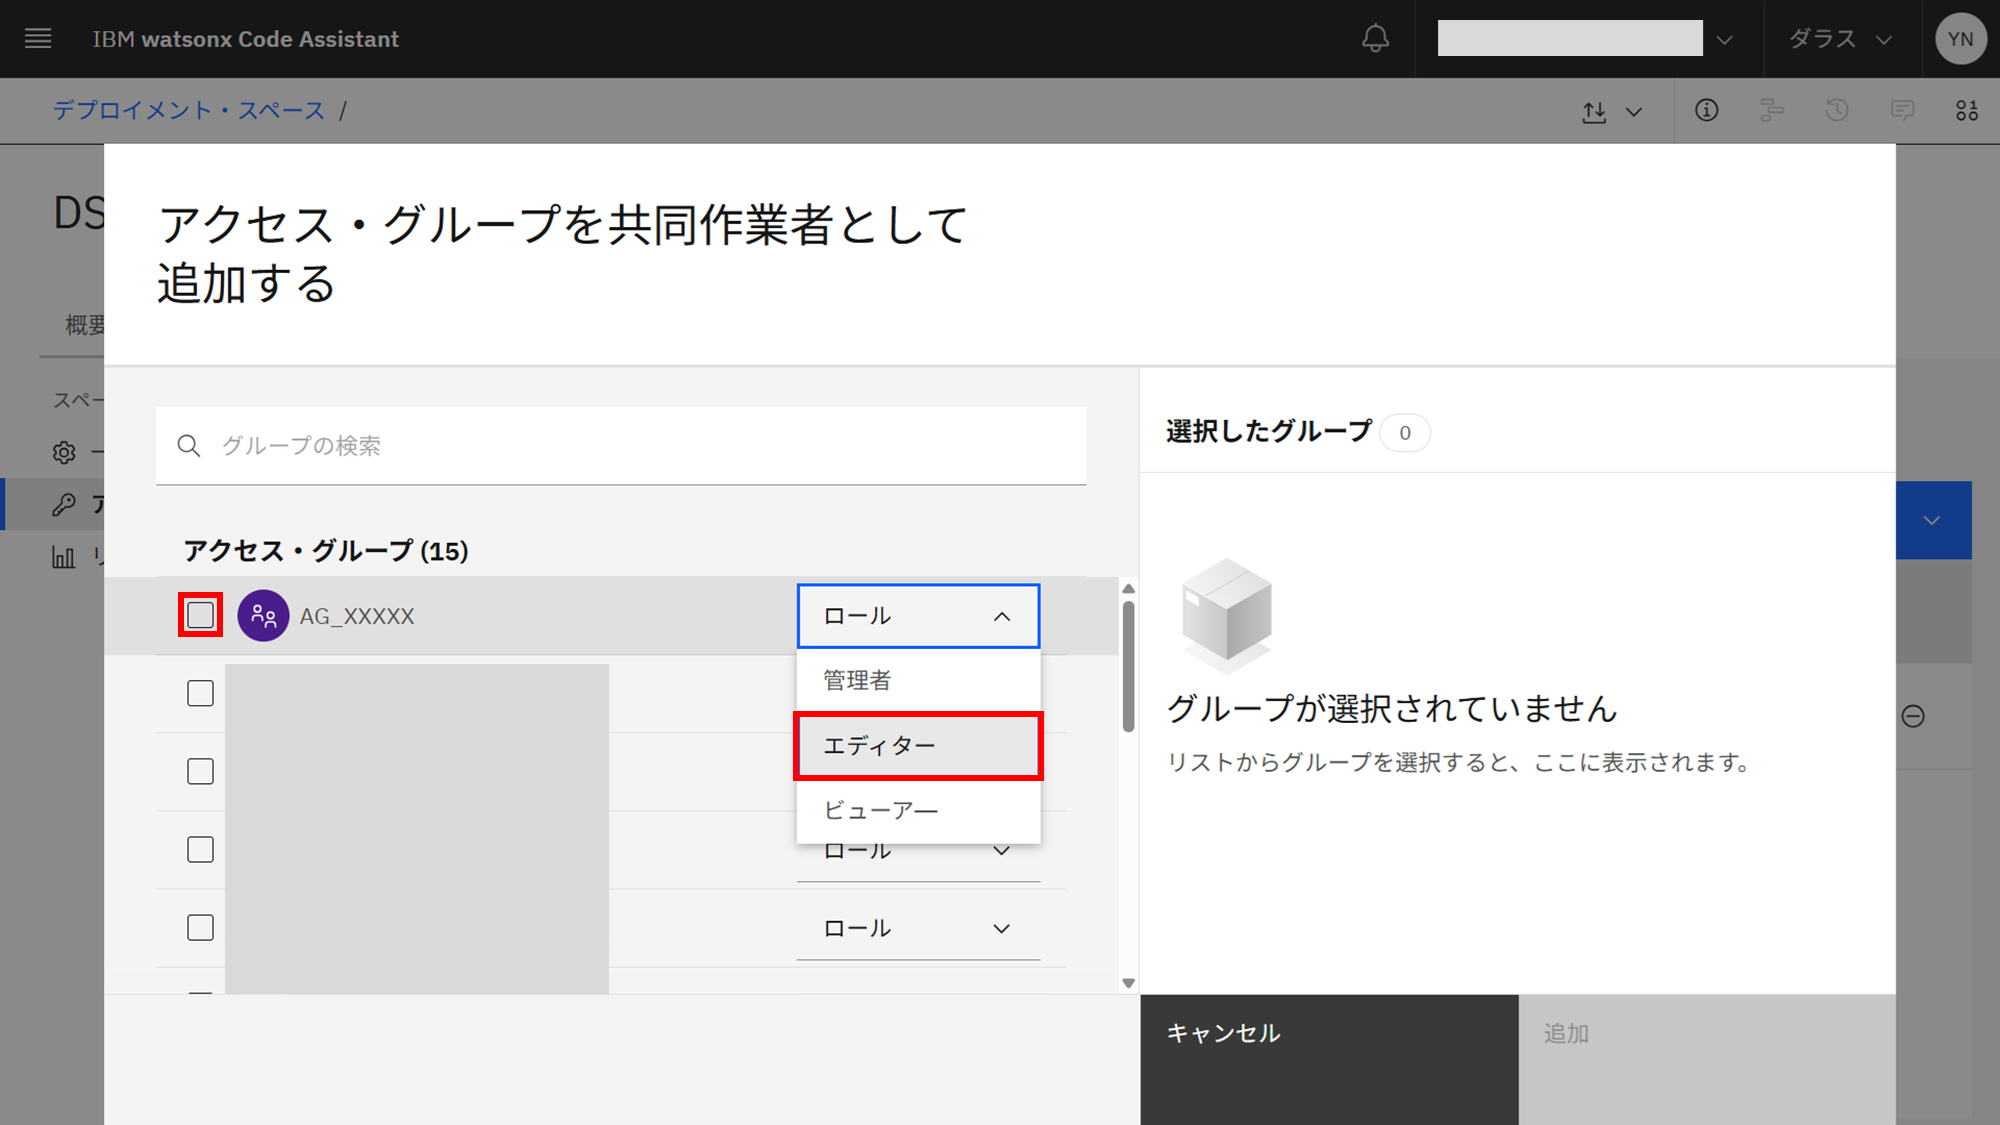 IBM watsonx Code Assistant
ダラス
YN
デプロイメント・スペース /
DS
アクセス・グループを共同作業者として
追加する
概要
スペー
グループの検索
選択したグループ 0
ア
アクセス・グループ (15)
リ
AG_XXXXX
ロール
管理者
エディター
ビューアー
ロール
ロール
グループが選択されていません
リストからグループを選択すると、ここに表示されます。
キャンセル
追加